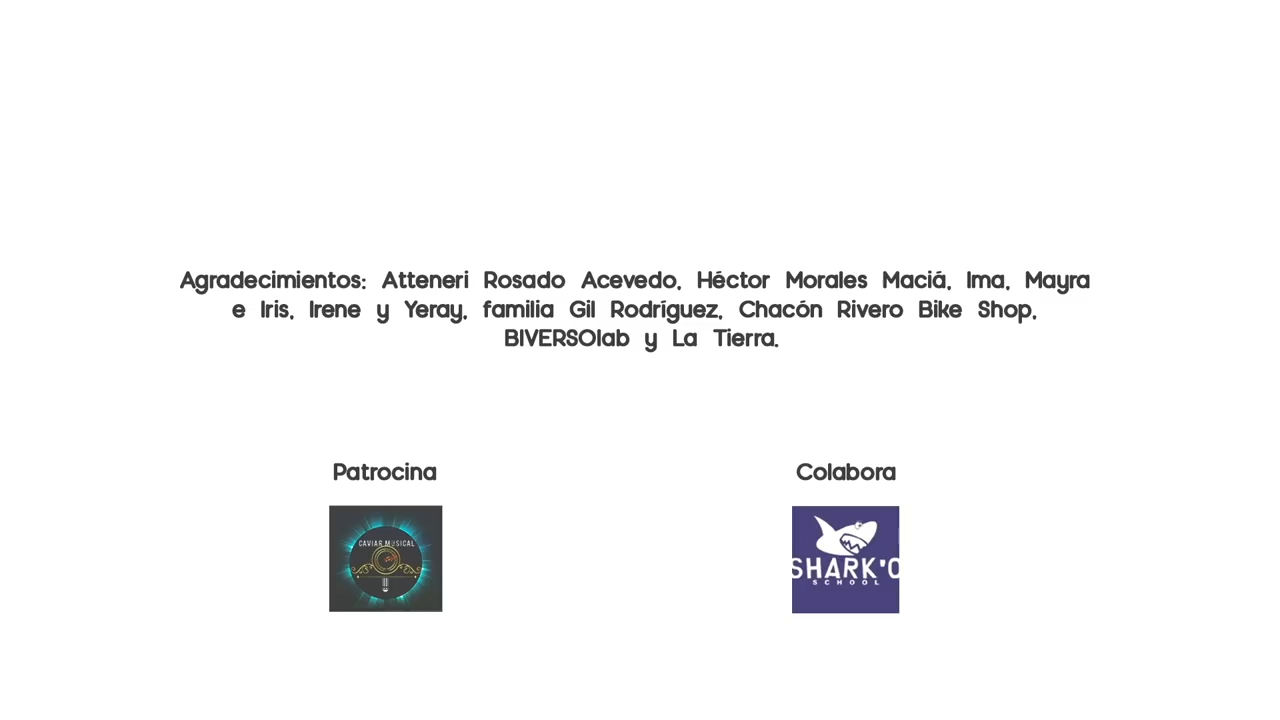 Agradecimientos: Atteneri Rosado Acevedo, Héctor Morales Maciá, Ima, Mayra
e Iris, Irene y Yeray, familia Gil Rodríguez, Chacón Rivero Bike Shop,
BIVERSOlab y La Tierra.
Patrocina
Colabora
CAVIAR MUSICAL
SHARK'O
SCHOOL